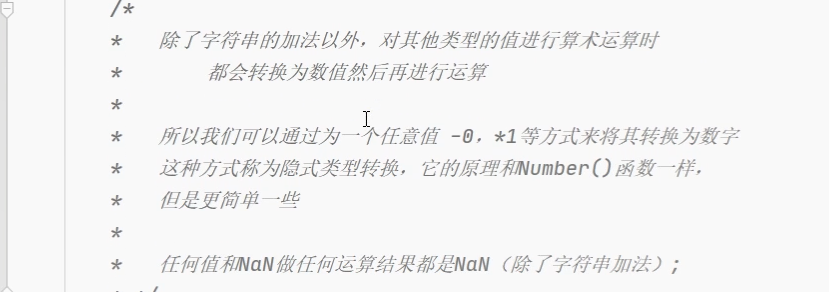 /*
* 除了字符串的加法以外，对其他类型的值进行算术运算时
* 都会转换为数值然后再进行运算
*
* 所以我们可以通过为一个任意值 -0，*1等方式来将其转换为数字
* 这种方式称为隐式类型转换，它的原理和Number()函数一样，
* 但是更简单一些
*
* 任何值和NaN做任何运算结果都是NaN（除了字符串加法）;